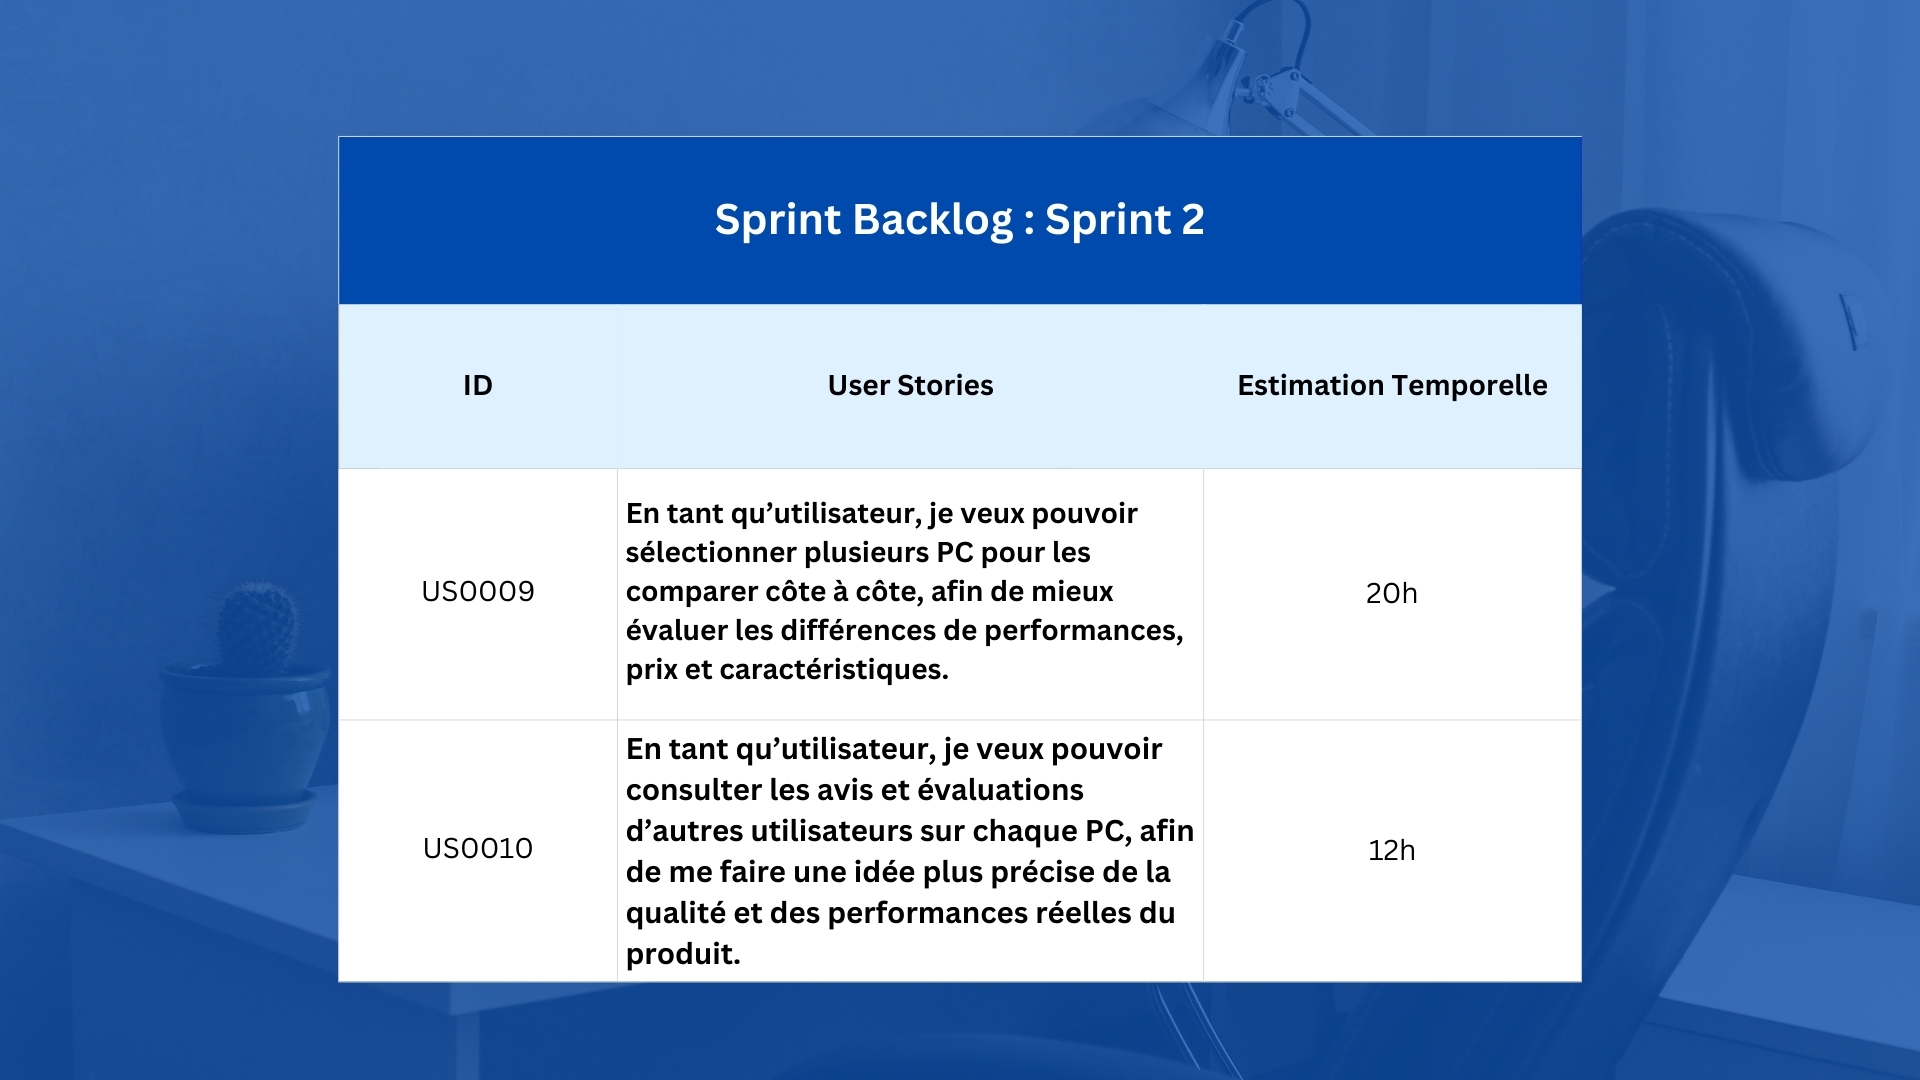 Sprint Backlog : Sprint 2
ID
User Stories
Estimation Temporelle
US0009
En tant qu’utilisateur, je veux pouvoir
sélectionner plusieurs PC pour les
comparer côte à côte, afin de mieux
évaluer les différences de performances,
prix et caractéristiques.
20h
US0010
En tant qu’utilisateur, je veux pouvoir
consulter les avis et évaluations
d’autres utilisateurs sur chaque PC, afin
de me faire une idée plus précise de la
qualité et des performances réelles du
produit.
12h